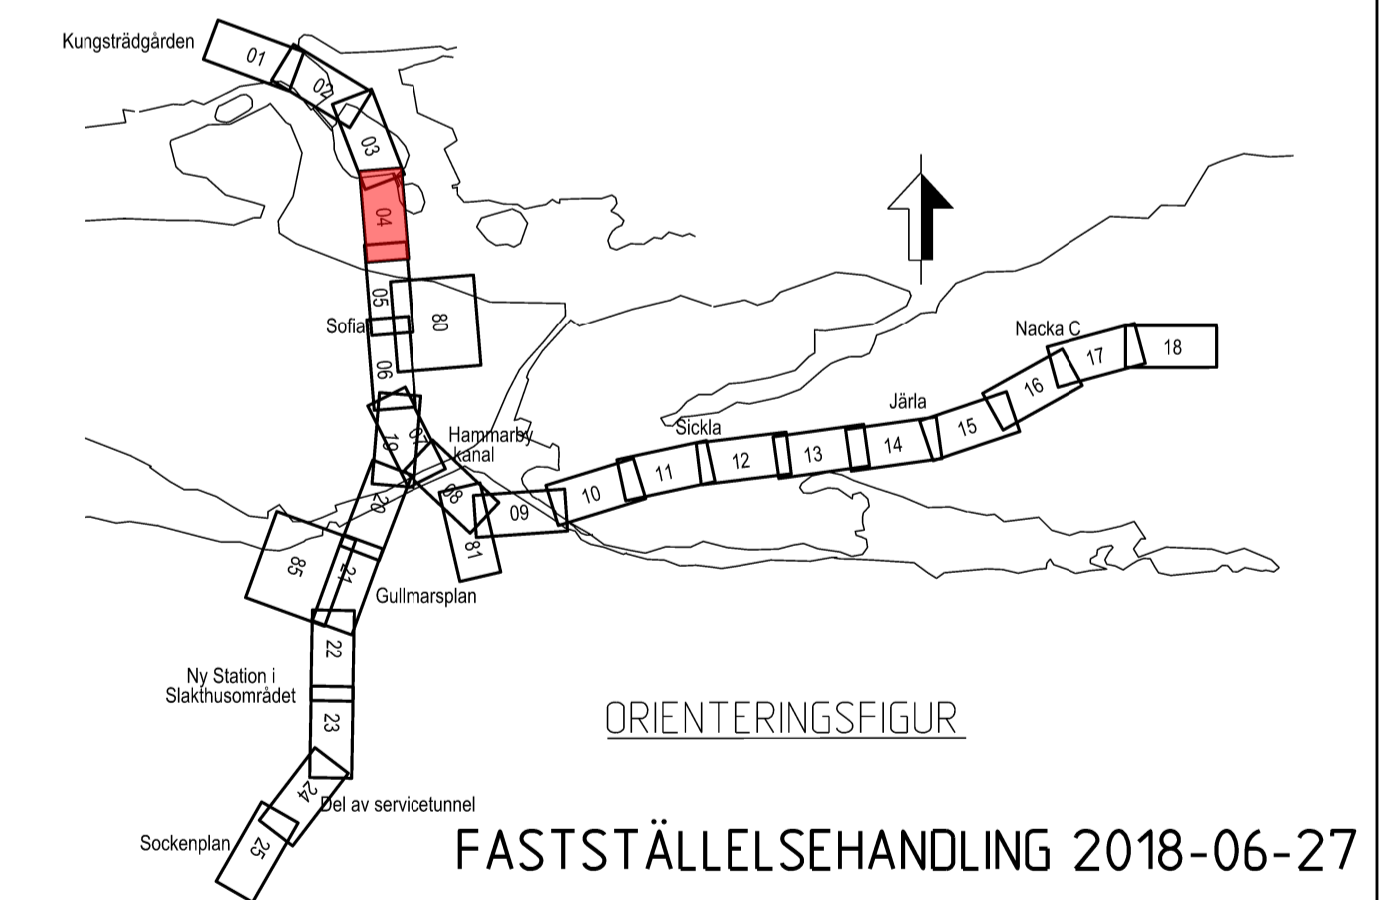 Kungsträdgården
01
02
03
04
05
Sofia
80
06
Nacka C
17
18
16
Järla
15
Sickla
14
13
12
11
10
19
07
Hammarby
kanal
08
09
20
81
85
21
Gullmarsplan
22
Ny Station i
Slakthusområdet
23
24
Del av servicetunnel
Sockenplan
25
ORIENTERINGSFIGUR
FASTSTÄLLELSEHANDLING 2018-06-27